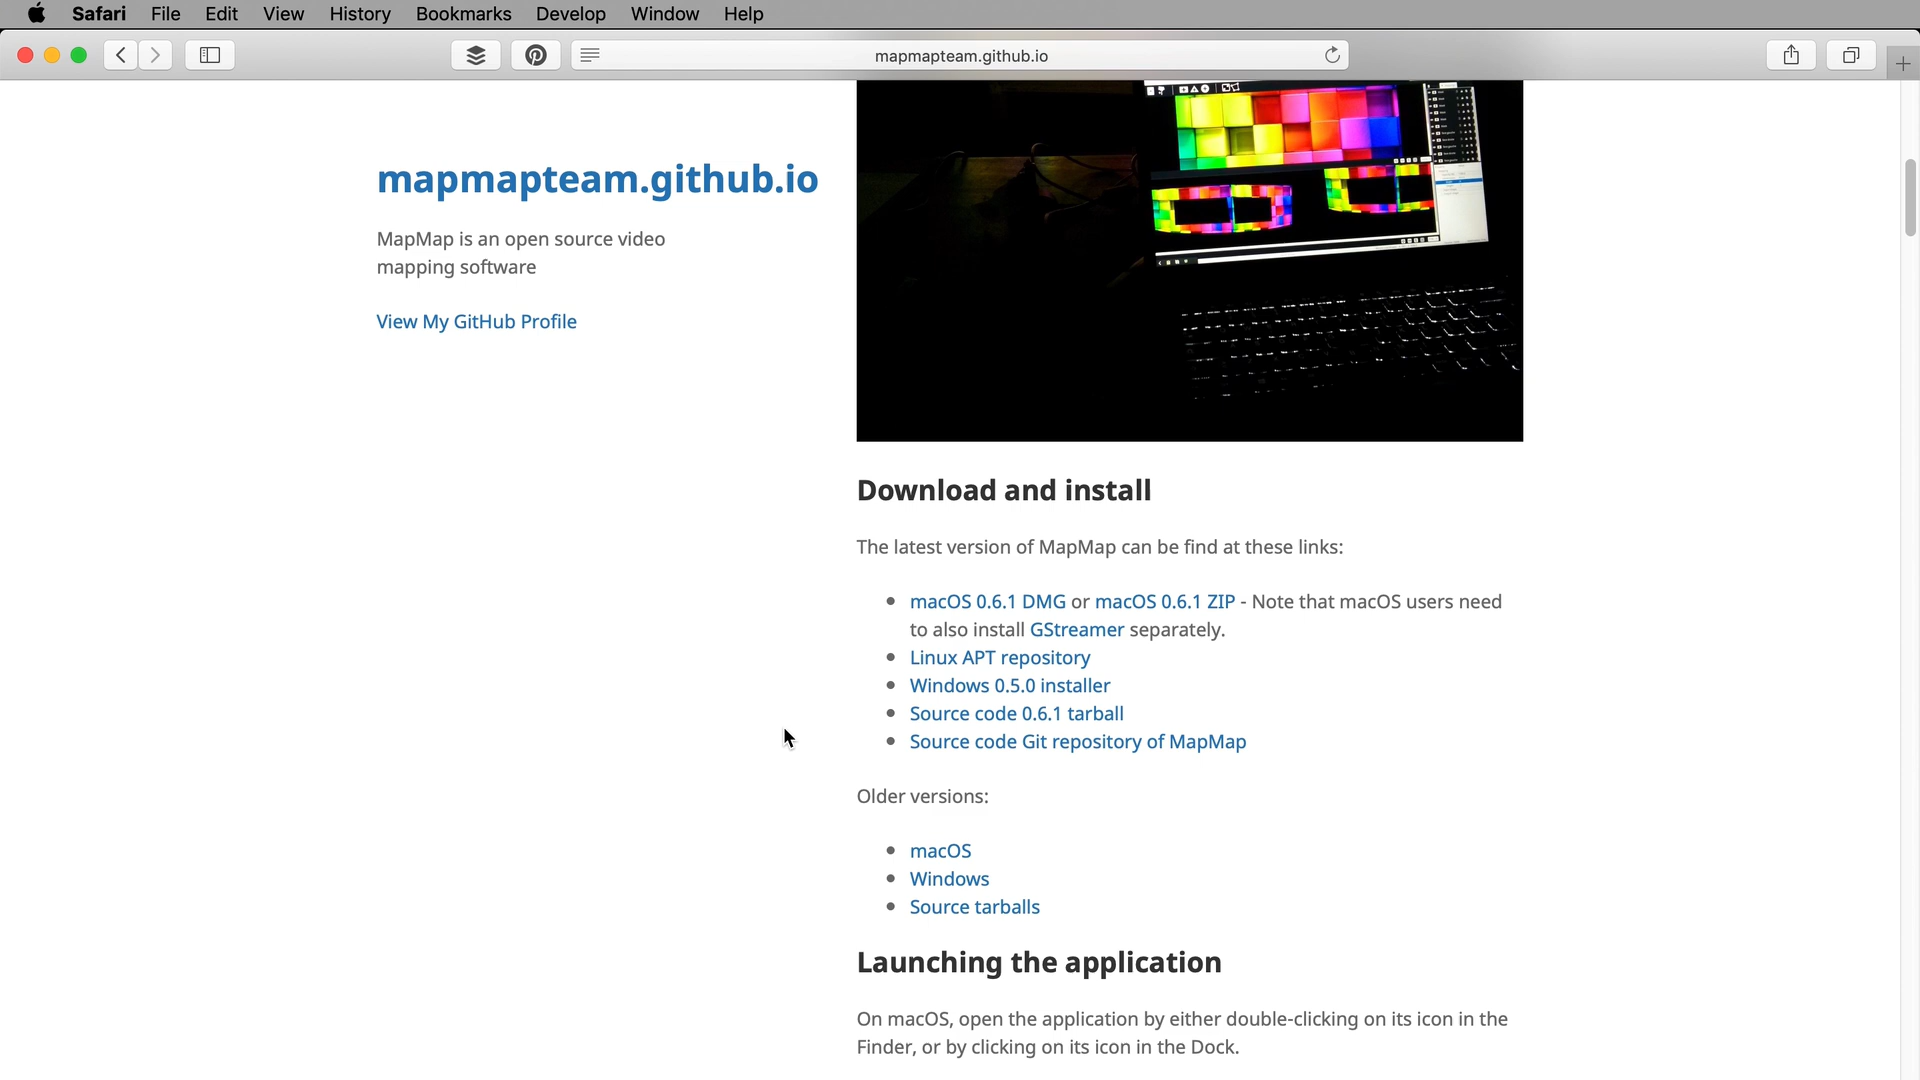 Safari File Edit View History Bookmarks Develop Window Help
mapmapteam.github.io
mapmapteam.github.io
MapMap is an open source video
mapping software
View My GitHub Profile
Download and install
The latest version of MapMap can be find at these links:
macOS 0.6.1 DMG or macOS 0.6.1 ZIP - Note that macOS users need
to also install GStreamer separately.
Linux APT repository
Windows 0.5.0 installer
Source code 0.6.1 tarball
Source code Git repository of MapMap
Older versions:
macOS
Windows
Source tarballs
Launching the application
On macOS, open the application by either double-clicking on its icon in the
Finder, or by clicking on its icon in the Dock.